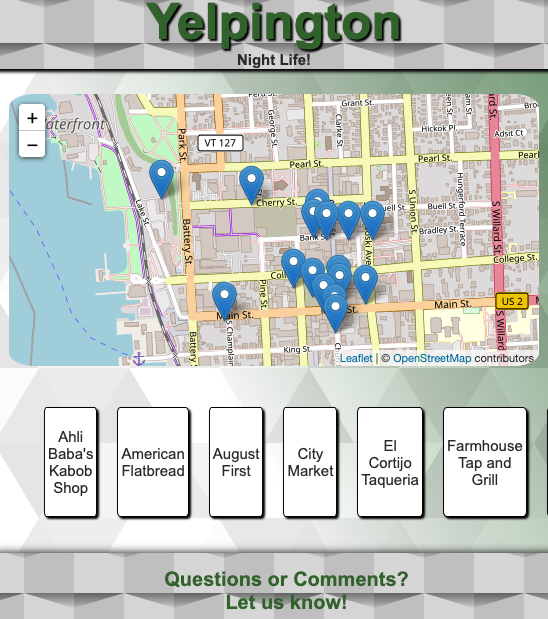 Yelpington
Night Life!
+
−
aterfront
VT 127
Park St.
George St.
Clarke St.
Grant St.
Hickok Pl
Adsit Ct
Pearl St.
Pearl St.
Pearl
Cherry St.
Buell St.
Bradley St.
Hungerford Terrace
S Union St.
S Willard St.
Lake St.
Battery St.
Bank St.
College St.
Pine St.
US 2
Main St.
Main St.
S Champlain
King St.
Battery
S Willard
Leaflet | © OpenStreetMap contributors
Ahli
Baba's
Kabob
Shop
American
Flatbread
August
First
City
Market
El
Cortijo
Taqueria
Farmhouse
Tap and
Grill
Questions or Comments?
Let us know!